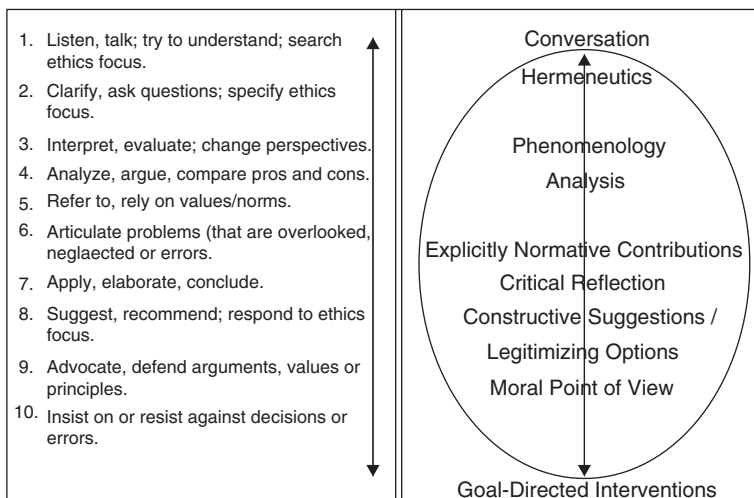 1. Listen, talk; try to understand; search
ethics focus.
2. Clarify, ask questions; specify ethics
focus.
3. Interpret, evaluate; change perspectives.
4. Analyze, argue, compare pros and cons.
5. Refer to, rely on values/norms.
6. Articulate problems (that are overlooked,
neglaected or errors.
7. Apply, elaborate, conclude.
8. Suggest, recommend; respond to ethics
focus.
9. Advocate, defend arguments, values or
principles.
10. Insist on or resist against decisions or
errors.
Conversation
Hermeneutics
Phenomenology
Analysis
Explicitly Normative Contributions
Critical Reflection
Constructive Suggestions /
Legitimizing Options
Moral Point of View
Goal-Directed Interventions